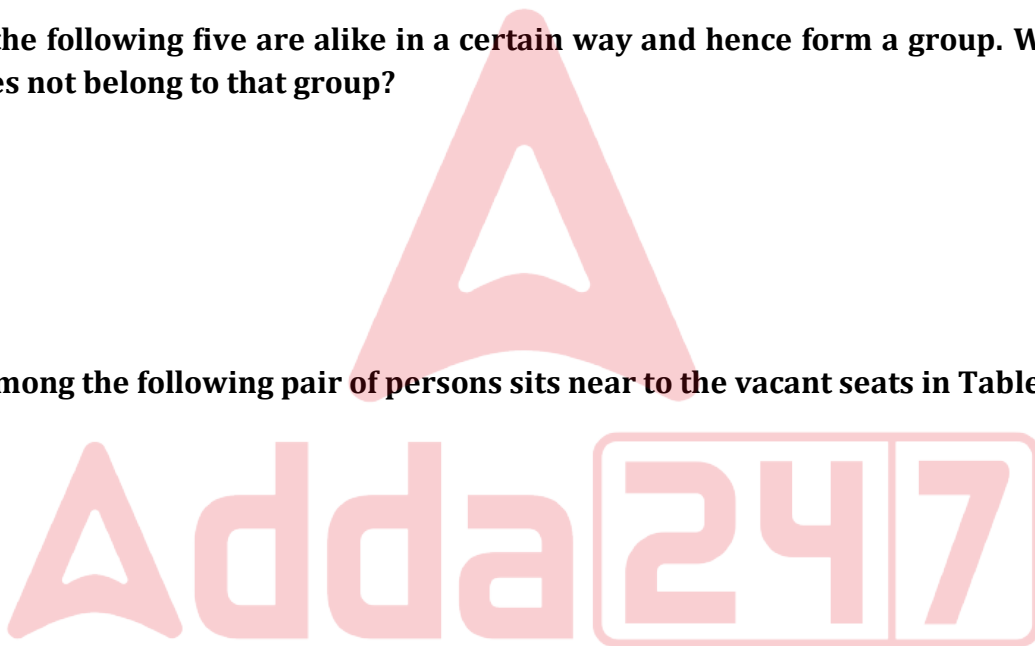 the following five are alike in a certain way and hence form a group. W
es not belong to that group?
mong the following pair of persons sits near to the vacant seats in Table
Adda247